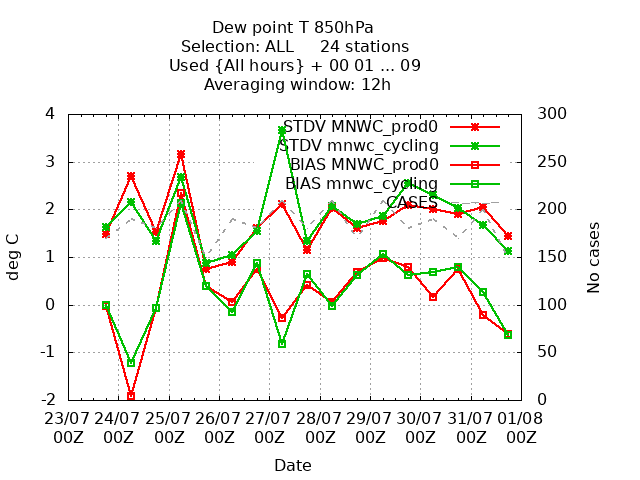 Dew point T 850hPa
Selection: ALL 24 stations
Used {All hours} + 00 01 ... 09
Averaging window: 12h
4 300
STDV MNWC_prod0
STDV mnwc_cycling
3 250
BIAS MNWC_prod0
BIAS mnwc_cycling
CASES
2 200
1 150
0 100
-1 50
-2 0
deg C
No cases
23/07 24/07 25/07 26/07 27/07 28/07 29/07 30/07 31/07 01/08
00Z 00Z 00Z 00Z 00Z 00Z 00Z 00Z 00Z 00Z
Date